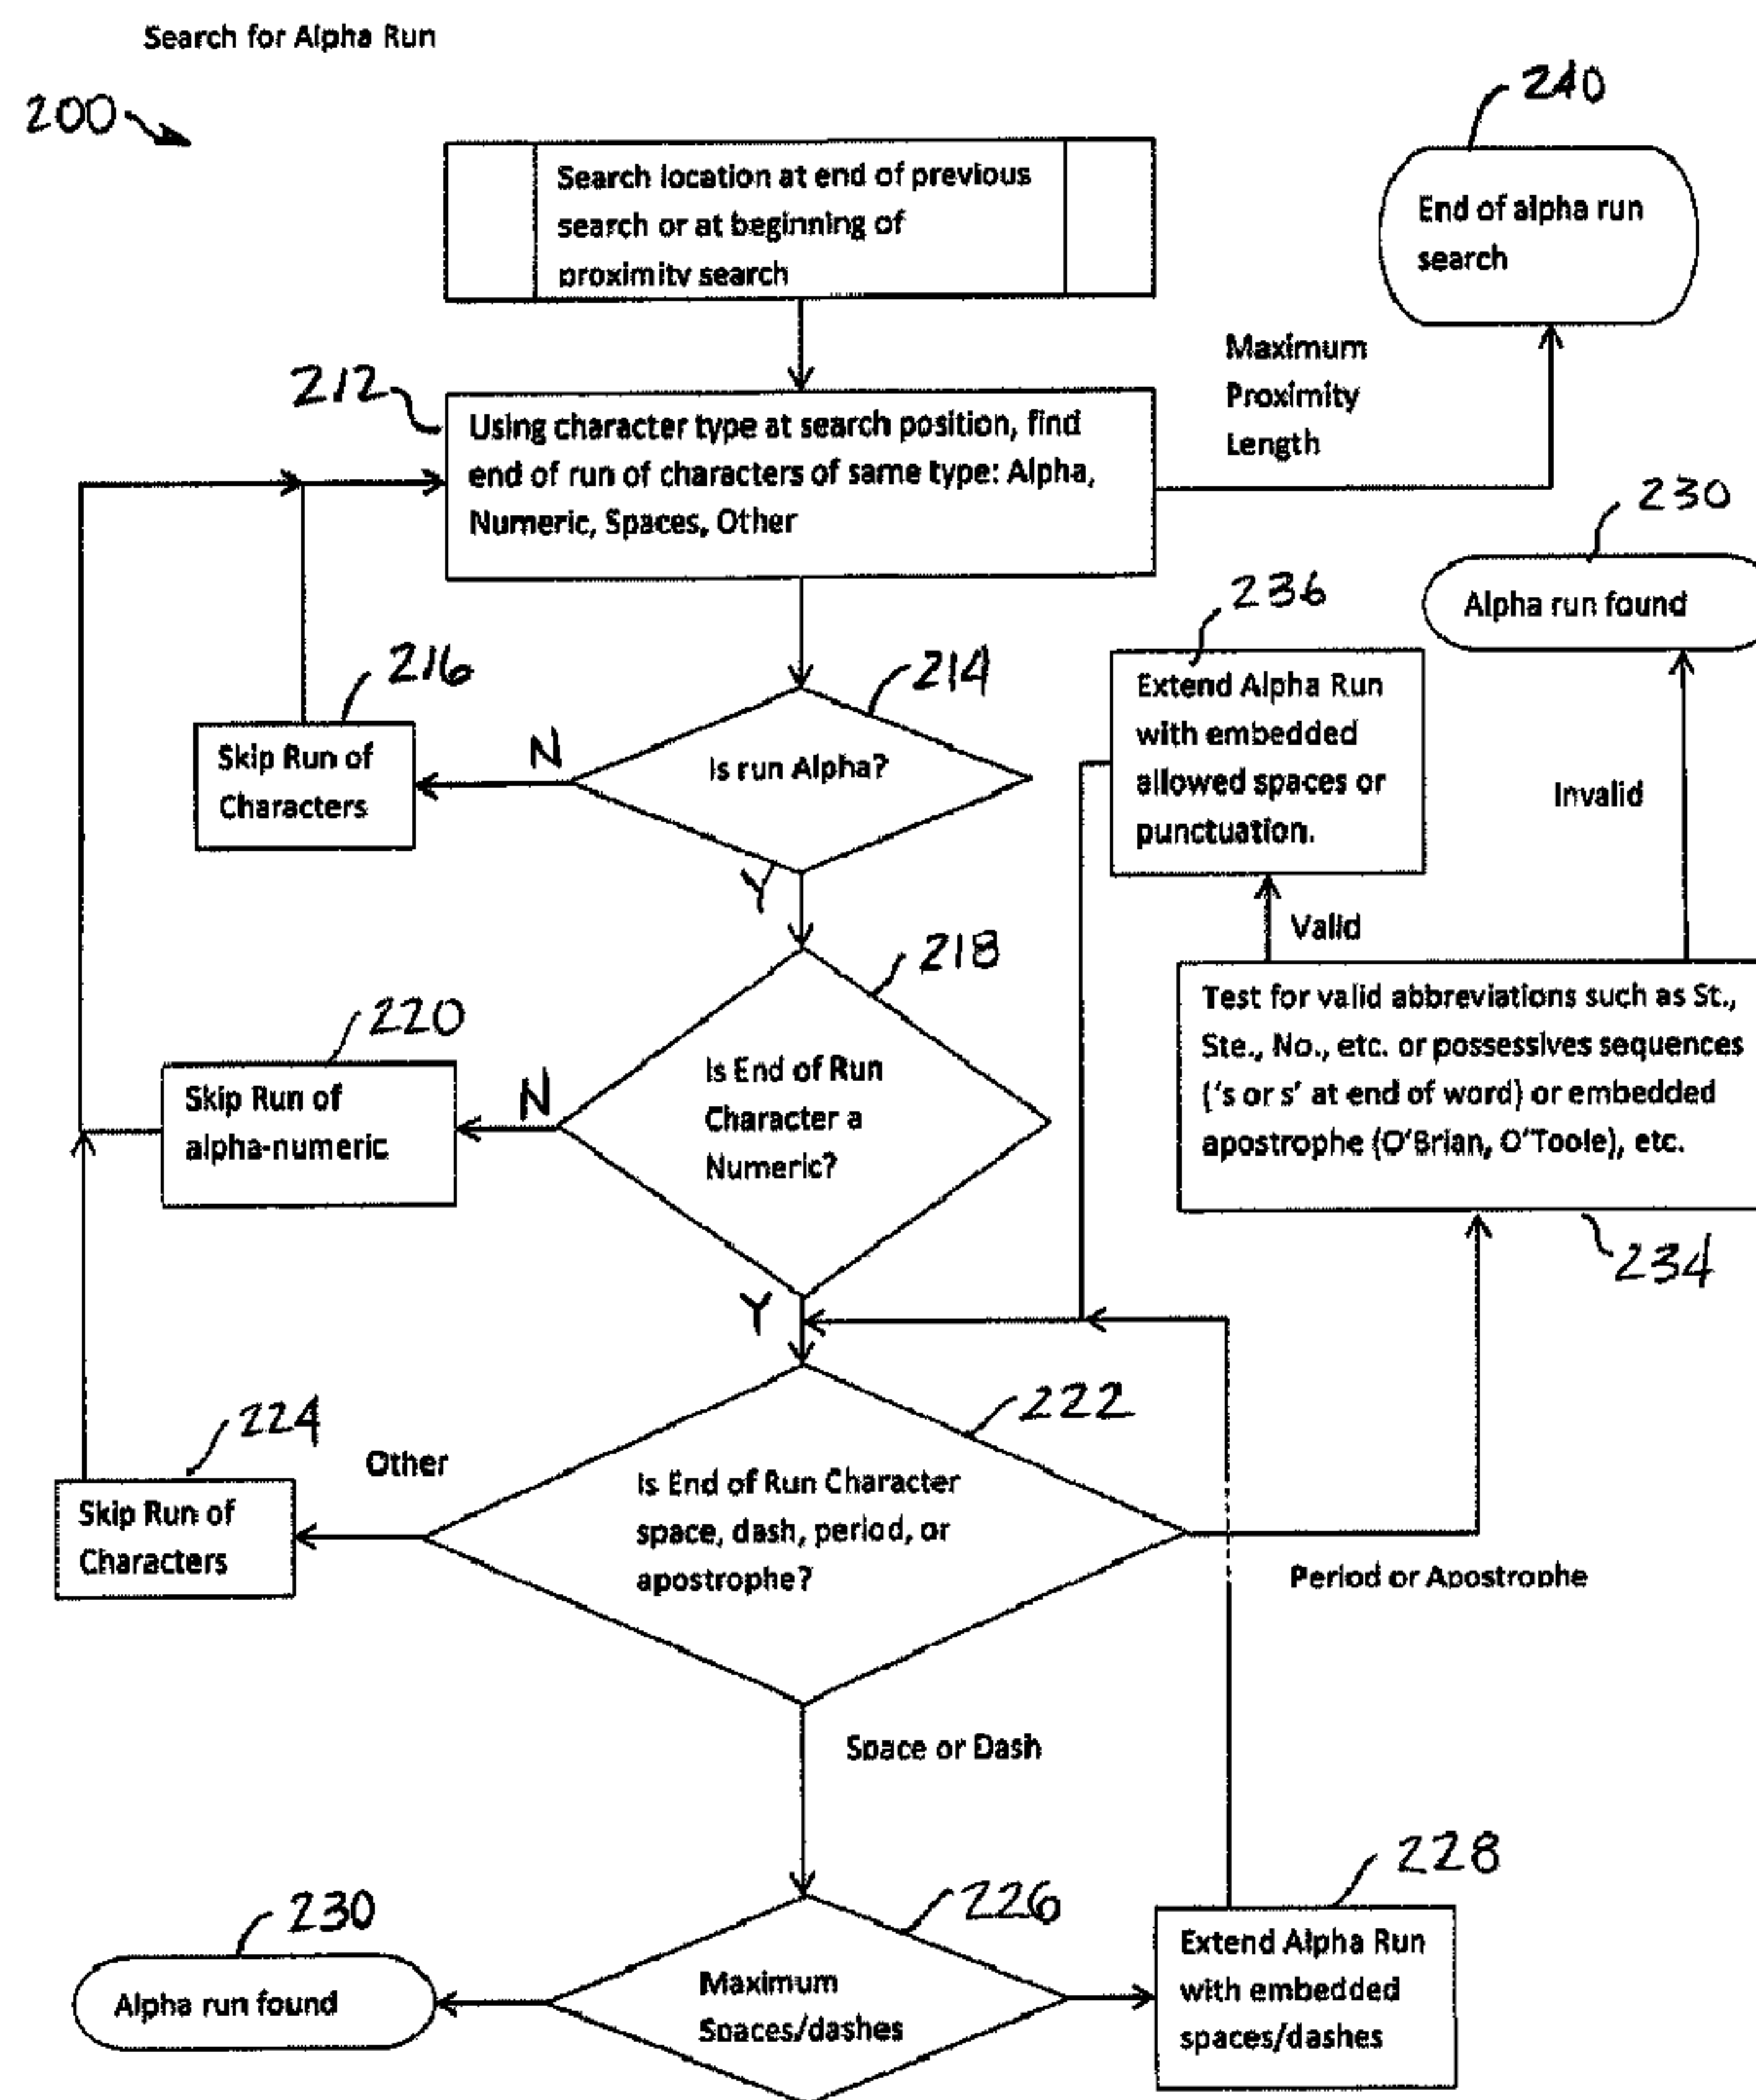 Search for Alpha Run
200
240
Search location at end of previous
search or at beginning of
proximity search
End of alpha run
search
Maximum
Proximity
Length
212
Using character type at search position, find
end of run of characters of same type: Alpha,
Numeric, Spaces, Other
230
Alpha run found
236
Extend Alpha Run
with embedded
allowed spaces or
punctuation.
216
Skip Run of
Characters
N
214
Is run Alpha?
Y
Invalid
Valid
218
220
Skip Run of
alpha-numeric
N
Is End of Run
Character a
Numeric?
Y
Test for valid abbreviations such as St.,
Ste., No., etc. or possessives sequences
('s or s' at end of word) or embedded
apostrophe (O'Brian, O'Toole), etc.
234
222
224
Other
Skip Run of
Characters
Is End of Run Character
space, dash, period, or
apostrophe?
Period or Apostrophe
Space or Dash
226
228
230
Alpha run found
Maximum
Spaces/dashes
Extend Alpha Run
with embedded
spaces/dashes